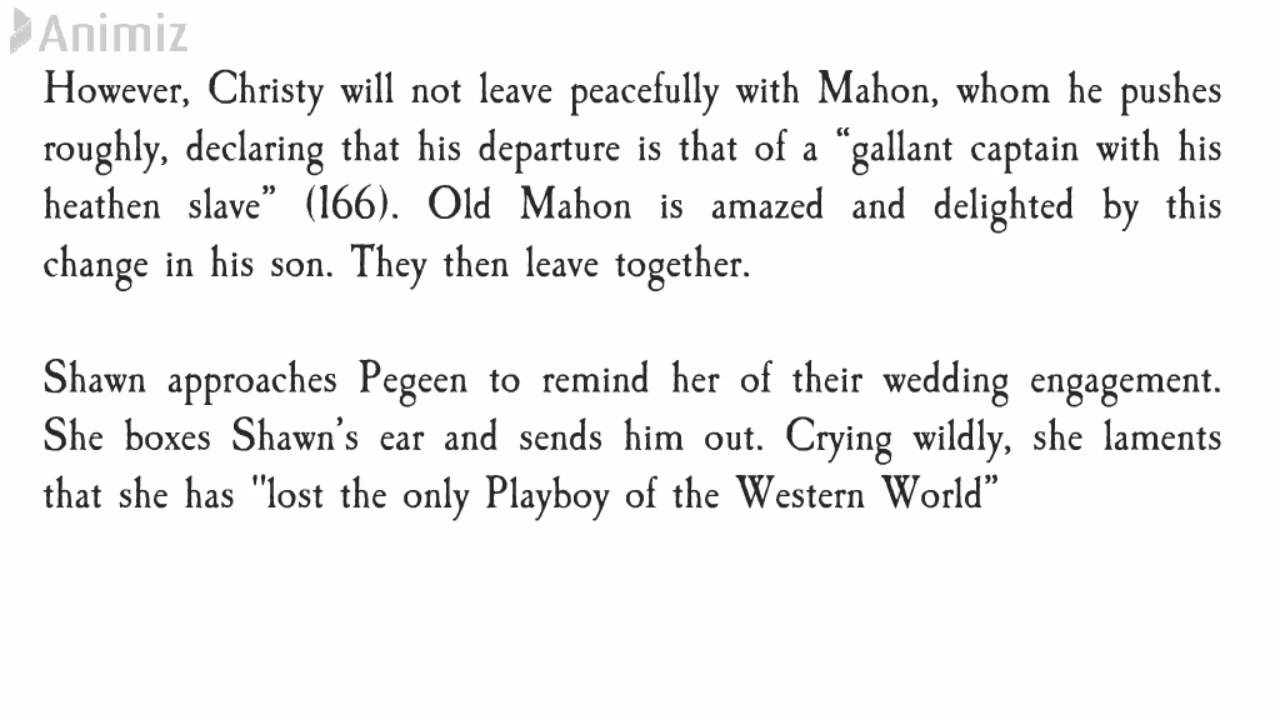 Animiz
However, Christy will not leave peacefully with Mahon, whom he pushes
roughly, declaring that his departure is that of a “gallant captain with his
heathen slave” (166). Old Mahon is amazed and delighted by this
change in his son. They then leave together.
Shawn approaches Pegeen to remind her of their wedding engagement.
She boxes Shawn’s ear and sends him out. Crying wildly, she laments
that she has "lost the only Playboy of the Western World”